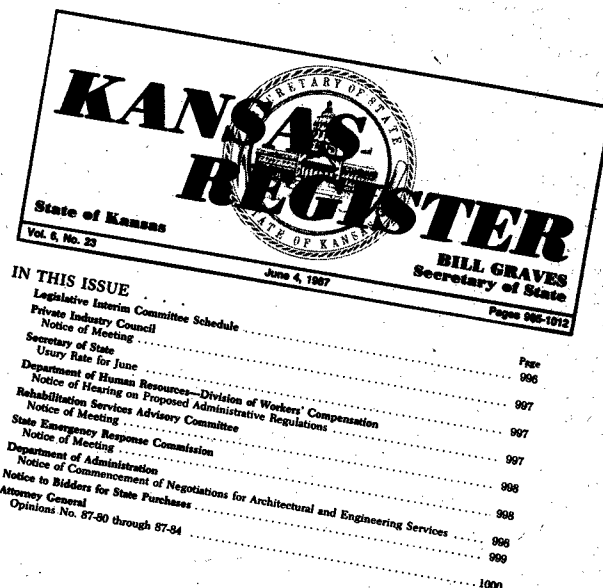 SECRETARY OF STATE
KANSAS
REGISTER
STATE OF KANSAS
State of Kansas
BILL GRAVES
Secretary of State
Vol. 6, No. 23
June 4, 1987
Pages 995-1012
IN THIS ISSUE
Page
Legislative Interim Committee Schedule 996
Private Industry Council
Notice of Meeting 997
Secretary of State
Usury Rate for June 997
Department of Human Resources—Division of Workers' Compensation
Notice of Hearing on Proposed Administrative Regulations 997
Rehabilitation Services Advisory Committee
Notice of Meeting 998
State Emergency Response Commission
Notice of Meeting 998
Department of Administration
Notice of Commencement of Negotiations for Architectural and Engineering Services 998
Notice to Bidders for State Purchases 999
Attorney General
Opinions No. 87-80 through 87-84 1000